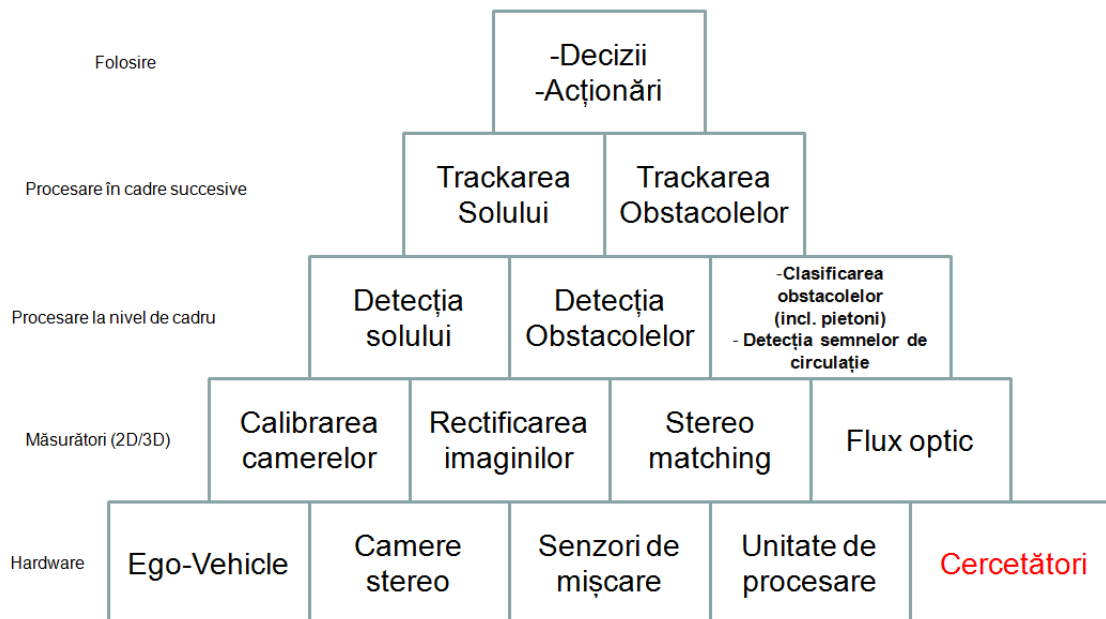 Folosire
-Decizii
-Acționări
Procesare în cadre succesive
Trackarea
Solului
Trackarea
Obstacolelor
Procesare la nivel de cadru
Detecția
solului
Detecția
Obstacolelor
-Clasificarea
obstacolelor
(incl. pietoni)
- Detecția semnelor de
circulație
Măsurători (2D/3D)
Calibrarea
camerelor
Rectificarea
imaginilor
Stereo
matching
Flux optic
Hardware
Ego-Vehicle
Camere
stereo
Senzori de
mișcare
Unitate de
procesare
Cercetători